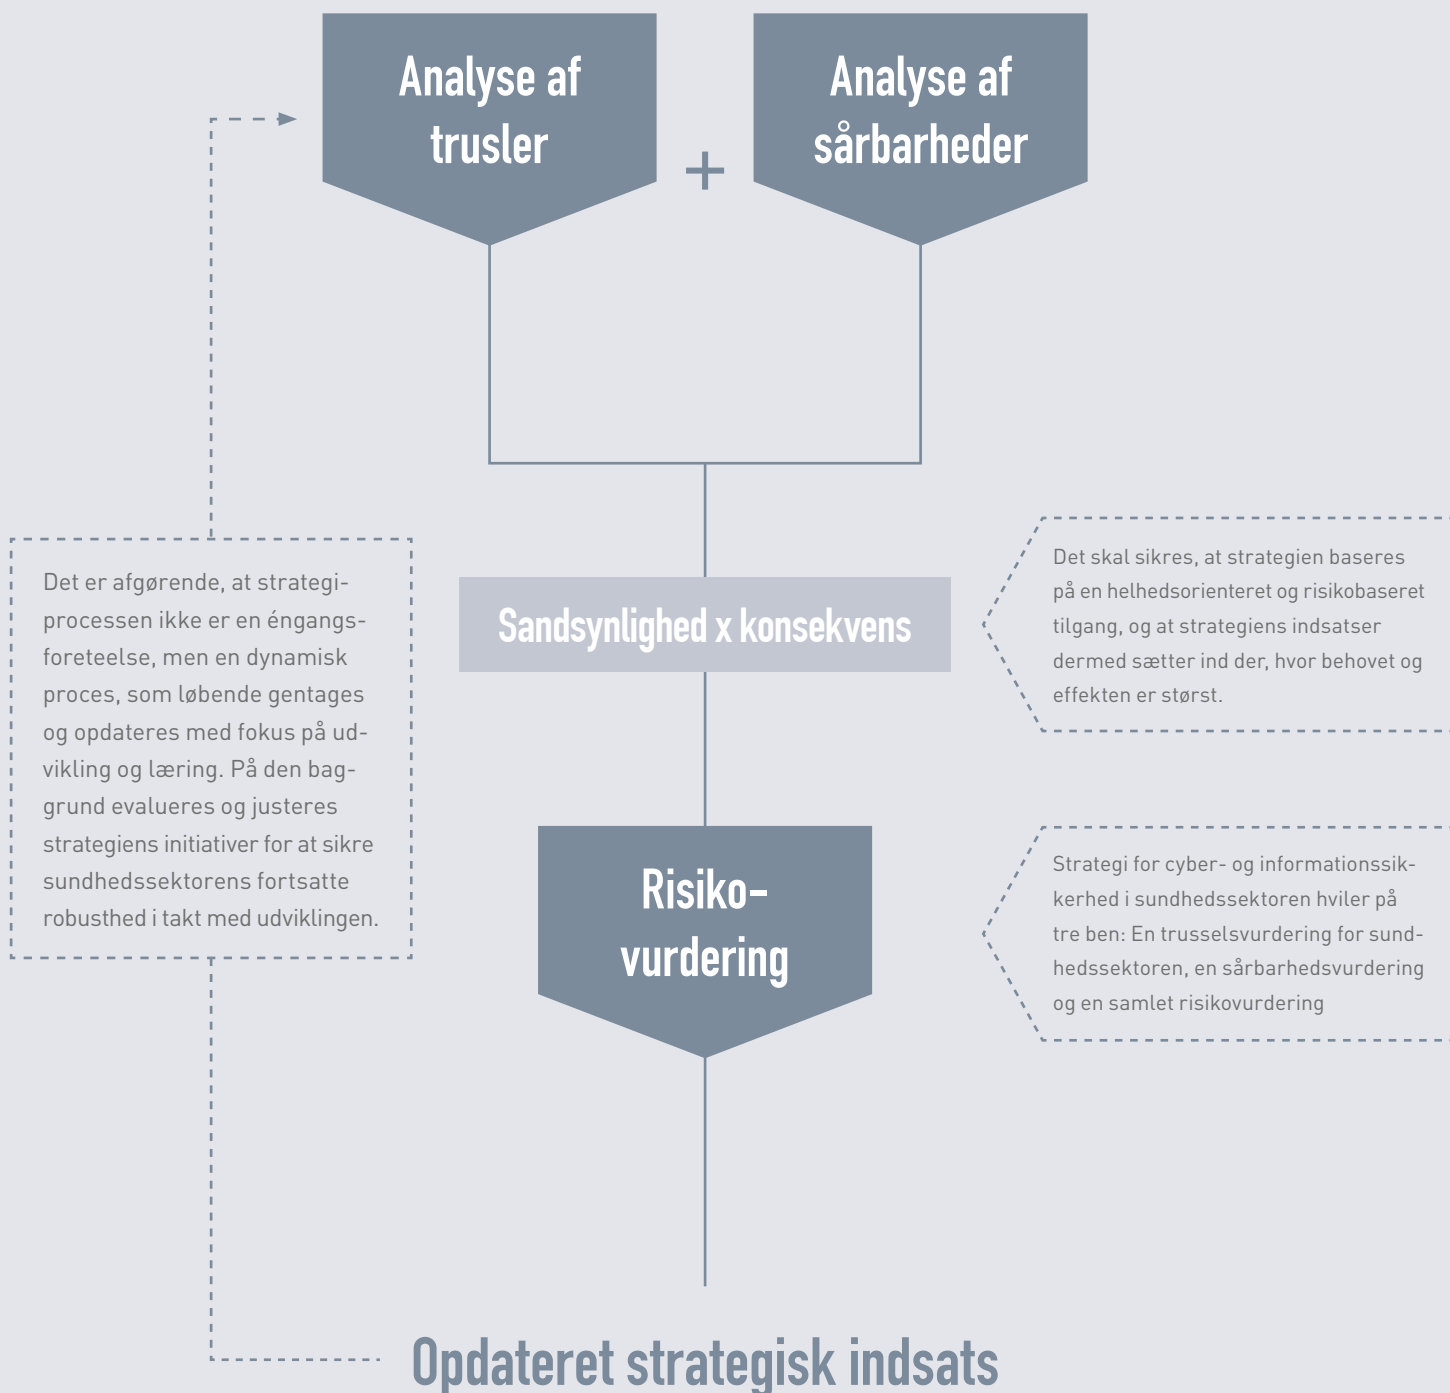 Analyse af
trusler
+
Analyse af
sårbarheder
Sandsynlighed x konsekvens
Det er afgørende, at strategi-
processen ikke er en éngangs-
foreteelse, men en dynamisk
proces, som løbende gentages
og opdateres med fokus på ud-
vikling og læring. På den bag-
grund evalueres og justeres
strategiens initiativer for at sikre
sundhedssektorens fortsatte
robusthed i takt med udviklingen.
Det skal sikres, at strategien baseres
på en helhedsorienteret og risikobaseret
tilgang, og at strategiens indsatser
dermed sætter ind der, hvor behovet og
effekten er størst.
Risiko-
vurdering
Strategi for cyber- og informationssik-
kerhed i sundhedssektoren hviler på
tre ben: En trusselsvurdering for sund-
hedssektoren, en sårbarhedsvurdering
og en samlet risikovurdering
Opdateret strategisk indsats